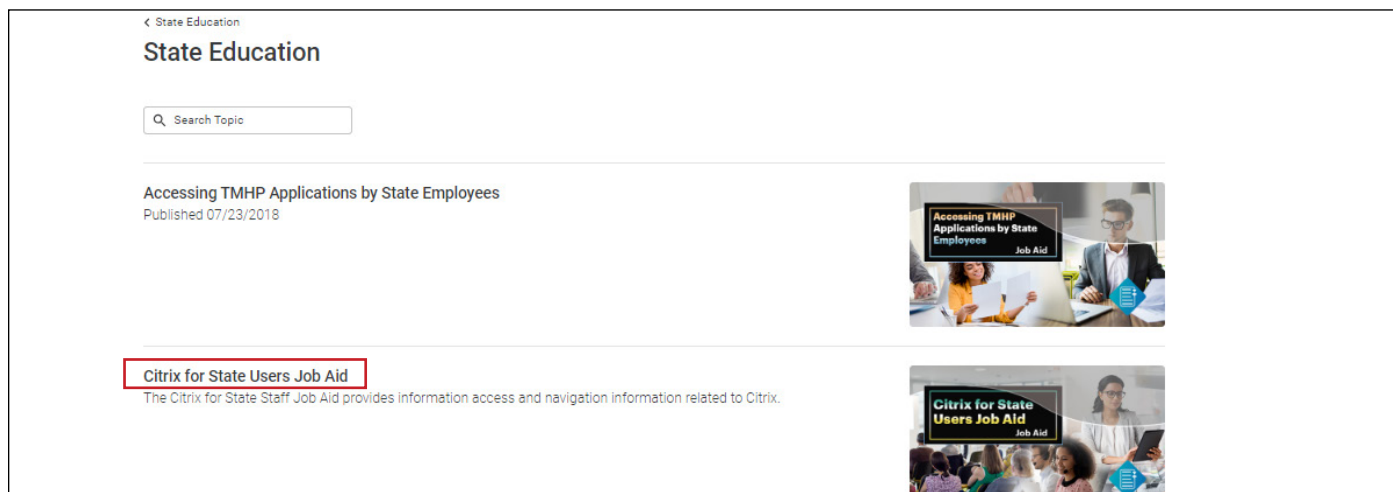 State Education
State Education
Search Topic
Accessing TMHP Applications by State Employees
Published 07/23/2018
Accessing TMHP
Applications by State
Employees
Job Aid
Citrix for State Users Job Aid
The Citrix for State Staff Job Aid provides information access and navigation information related to Citrix.
Citrix for State
Users Job Aid
Job Aid